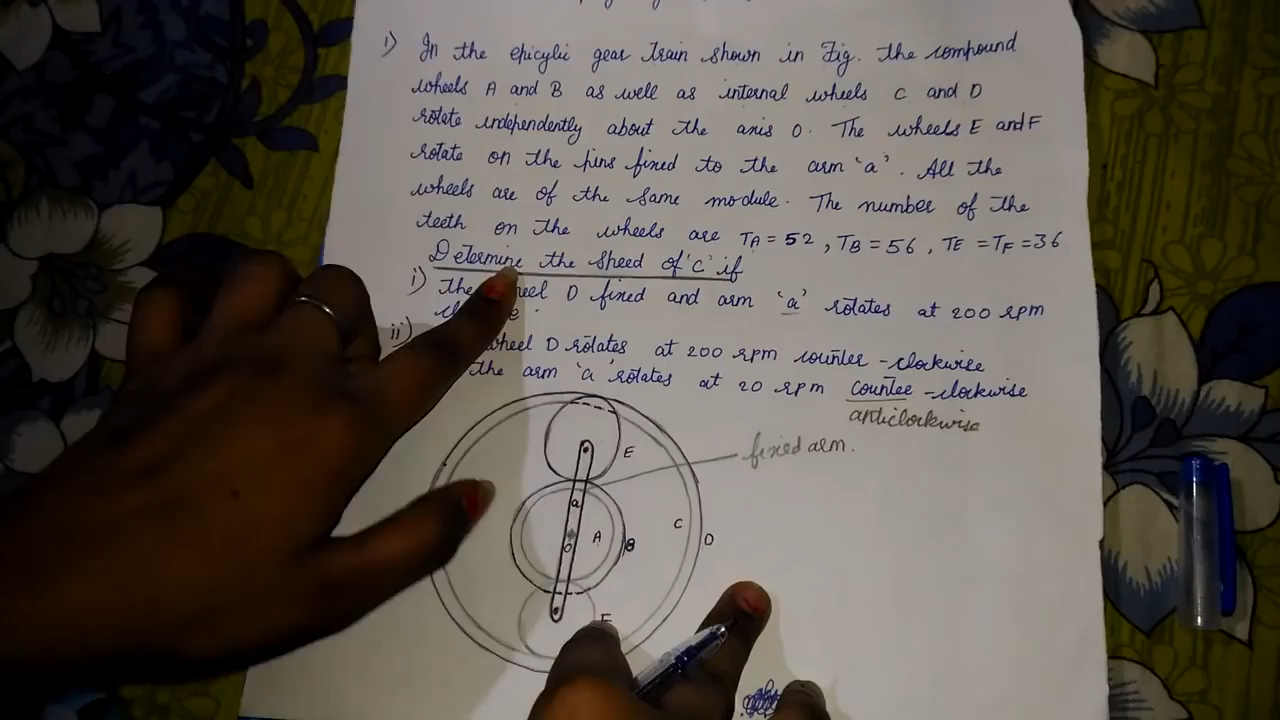 i) In the epicylic gear Train shown in Fig. the compound
wheels A and B as well as internal wheels C and D
rotate independently about the axis O. The wheels E and F
rotate on the pins fixed to the arm 'a'. All the
wheels are of the same module. The number of the
teeth on the wheels are TA = 52, TB = 56, TE = TF = 36
Determine the speed of 'C' if
i) the D fixed and arm 'a' rotates at 200 rpm
ii) wheel D rotates at 200 rpm counter-clockwise
the arm 'a' rotates at 20 rpm countee-clockwise
anticlockwise
fixed arm.
E
a
C
O
A
B
D
F